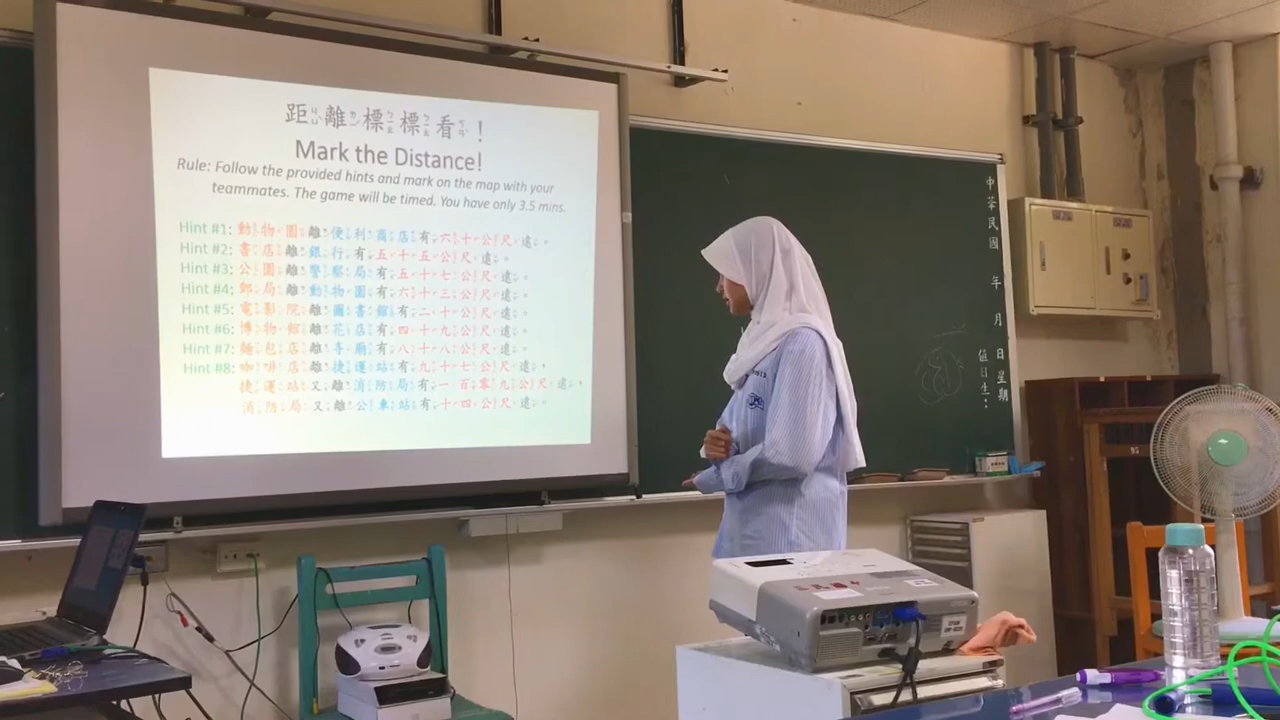 距離標標看！
Mark the Distance!
Rule: Follow the provided hints and mark on the map with your
teammates. The game will be timed. You have only 3.5 mins.
Hint #1: 動物園離便利商店有六十公尺遠。
Hint #2: 書店離銀行有五十五公尺遠。
Hint #3: 公園離警察局有五十七公尺遠。
Hint #4: 郵局離動物園有六十三公尺遠。
Hint #5: 電影院離圖書館有二十公尺遠。
Hint #6: 博物館離花店有四十九公尺遠。
Hint #7: 麵包店離寺廟有八十八公尺遠。
Hint #8: 咖啡店離捷運站有九十七公尺遠，
捷運站又離消防局有一百零九公尺遠，
消防局又離公車站有十四公尺遠。
中華民國 年 月 日 星期
值日生：